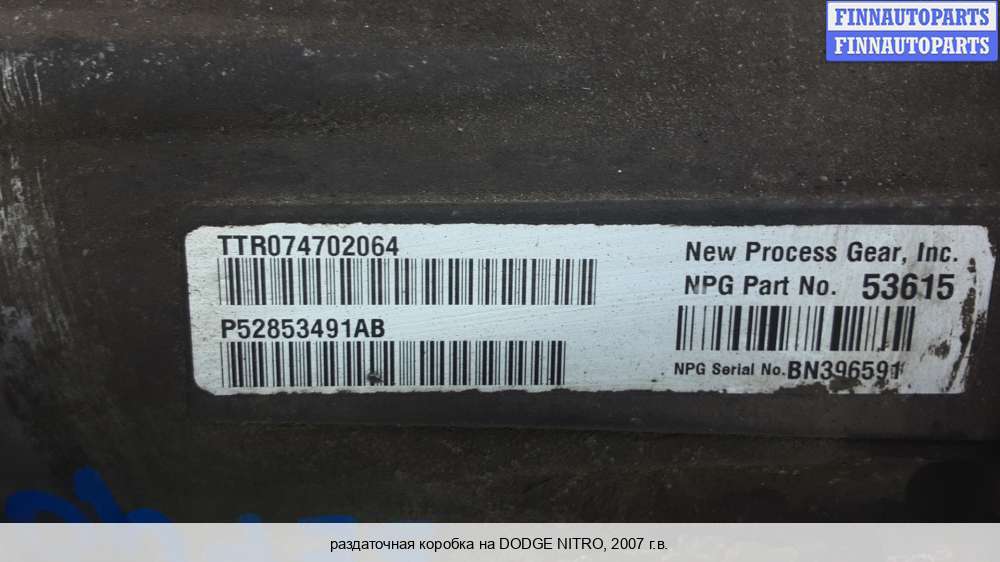 FINNAUTOPARTS
FINNAUTOPARTS
TTR074702064
P52853491AB
New Process Gear, Inc.
NPG Part No. 53615
NPG Serial No. BN396591
раздаточная коробка на DODGE NITRO, 2007 г.в.